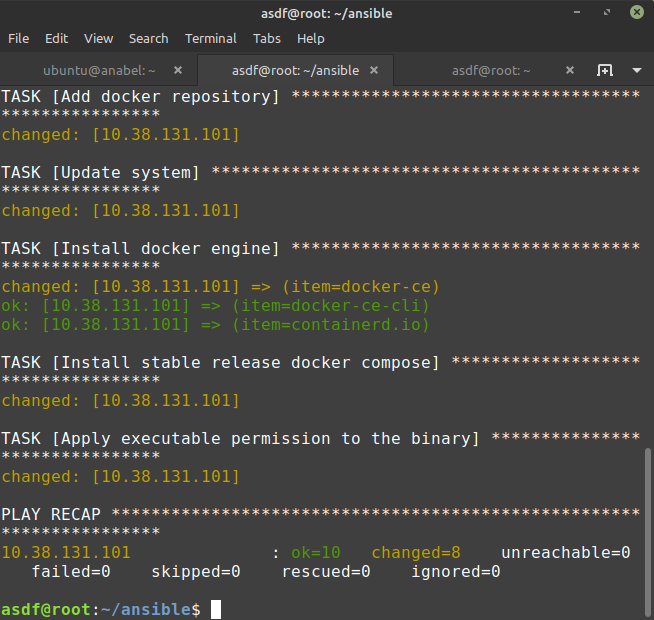 asdf@root: ~/ansible
File Edit View Search Terminal Tabs Help
ubuntu@anabel: ~ × asdf@root: ~/ansible × asdf@root: ~ ×
TASK [Add docker repository] ***********************************
****************
changed: [10.38.131.101]
TASK [Update system] *******************************************
****************
changed: [10.38.131.101]
TASK [Install docker engine] ***********************************
****************
changed: [10.38.131.101] => (item=docker-ce)
ok: [10.38.131.101] => (item=docker-ce-cli)
ok: [10.38.131.101] => (item=containerd.io)
TASK [Install stable release docker compose] *******************
****************
changed: [10.38.131.101]
TASK [Apply executable permission to the binary] ***************
****************
changed: [10.38.131.101]
PLAY RECAP *****************************************************
****************
10.38.131.101 : ok=10 changed=8 unreachable=0
failed=0 skipped=0 rescued=0 ignored=0
asdf@root:~/ansible$